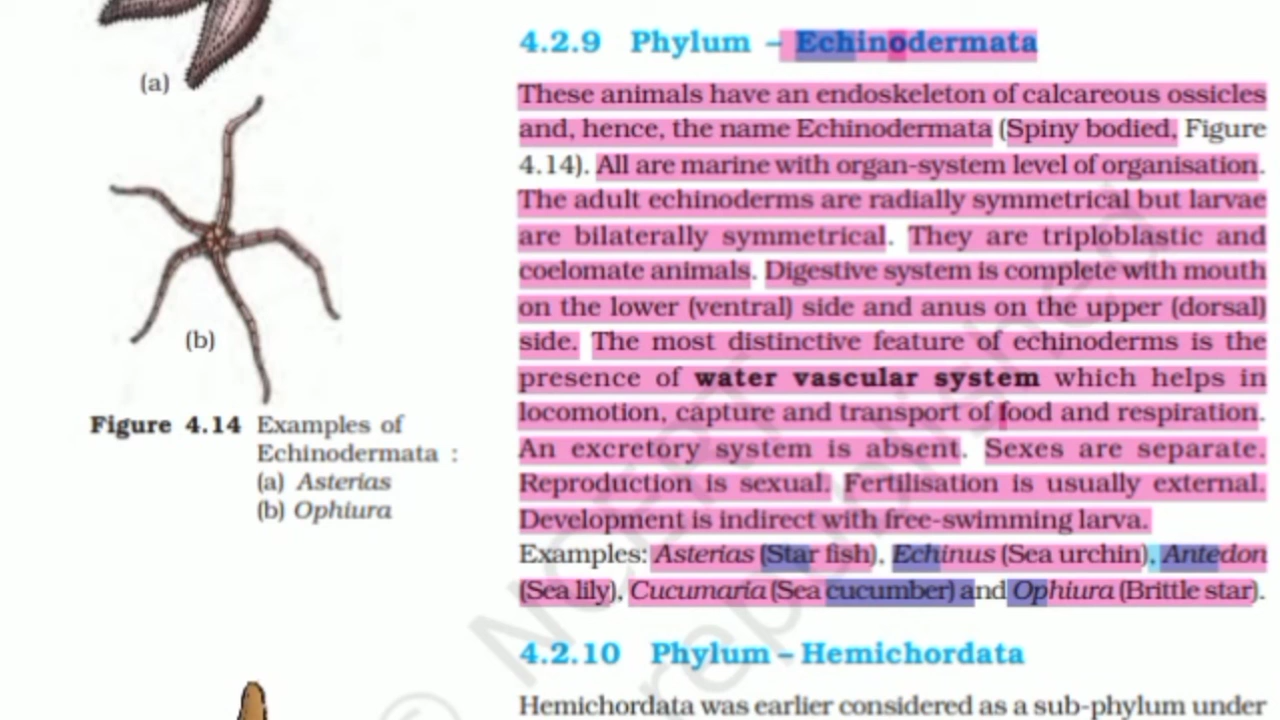 (a)
(b)
Figure 4.14 Examples of
Echinodermata :
(a) Asterias
(b) Ophiura
4.2.9 Phylum – Echinodermata
These animals have an endoskeleton of calcareous ossicles
and, hence, the name Echinodermata (Spiny bodied, Figure
4.14). All are marine with organ-system level of organisation.
The adult echinoderms are radially symmetrical but larvae
are bilaterally symmetrical. They are triploblastic and
coelomate animals. Digestive system is complete with mouth
on the lower (ventral) side and anus on the upper (dorsal)
side. The most distinctive feature of echinoderms is the
presence of water vascular system which helps in
locomotion, capture and transport of food and respiration.
An excretory system is absent. Sexes are separate.
Reproduction is sexual. Fertilisation is usually external.
Development is indirect with free-swimming larva.
Examples: Asterias (Star fish), Echinus (Sea urchin), Antedon
(Sea lily), Cucumaria (Sea cucumber) and Ophiura (Brittle star).
4.2.10 Phylum – Hemichordata
Hemichordata was earlier considered as a sub-phylum under
© NCERT
republished